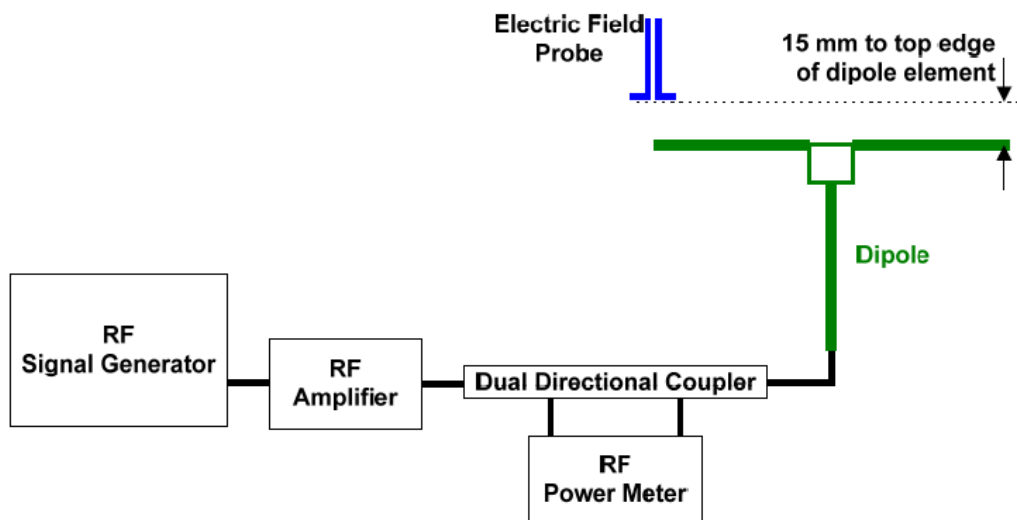 Electric Field
Probe
15 mm to top edge
of dipole element
Dipole
RF
Signal Generator
RF
Amplifier
Dual Directional Coupler
RF
Power Meter